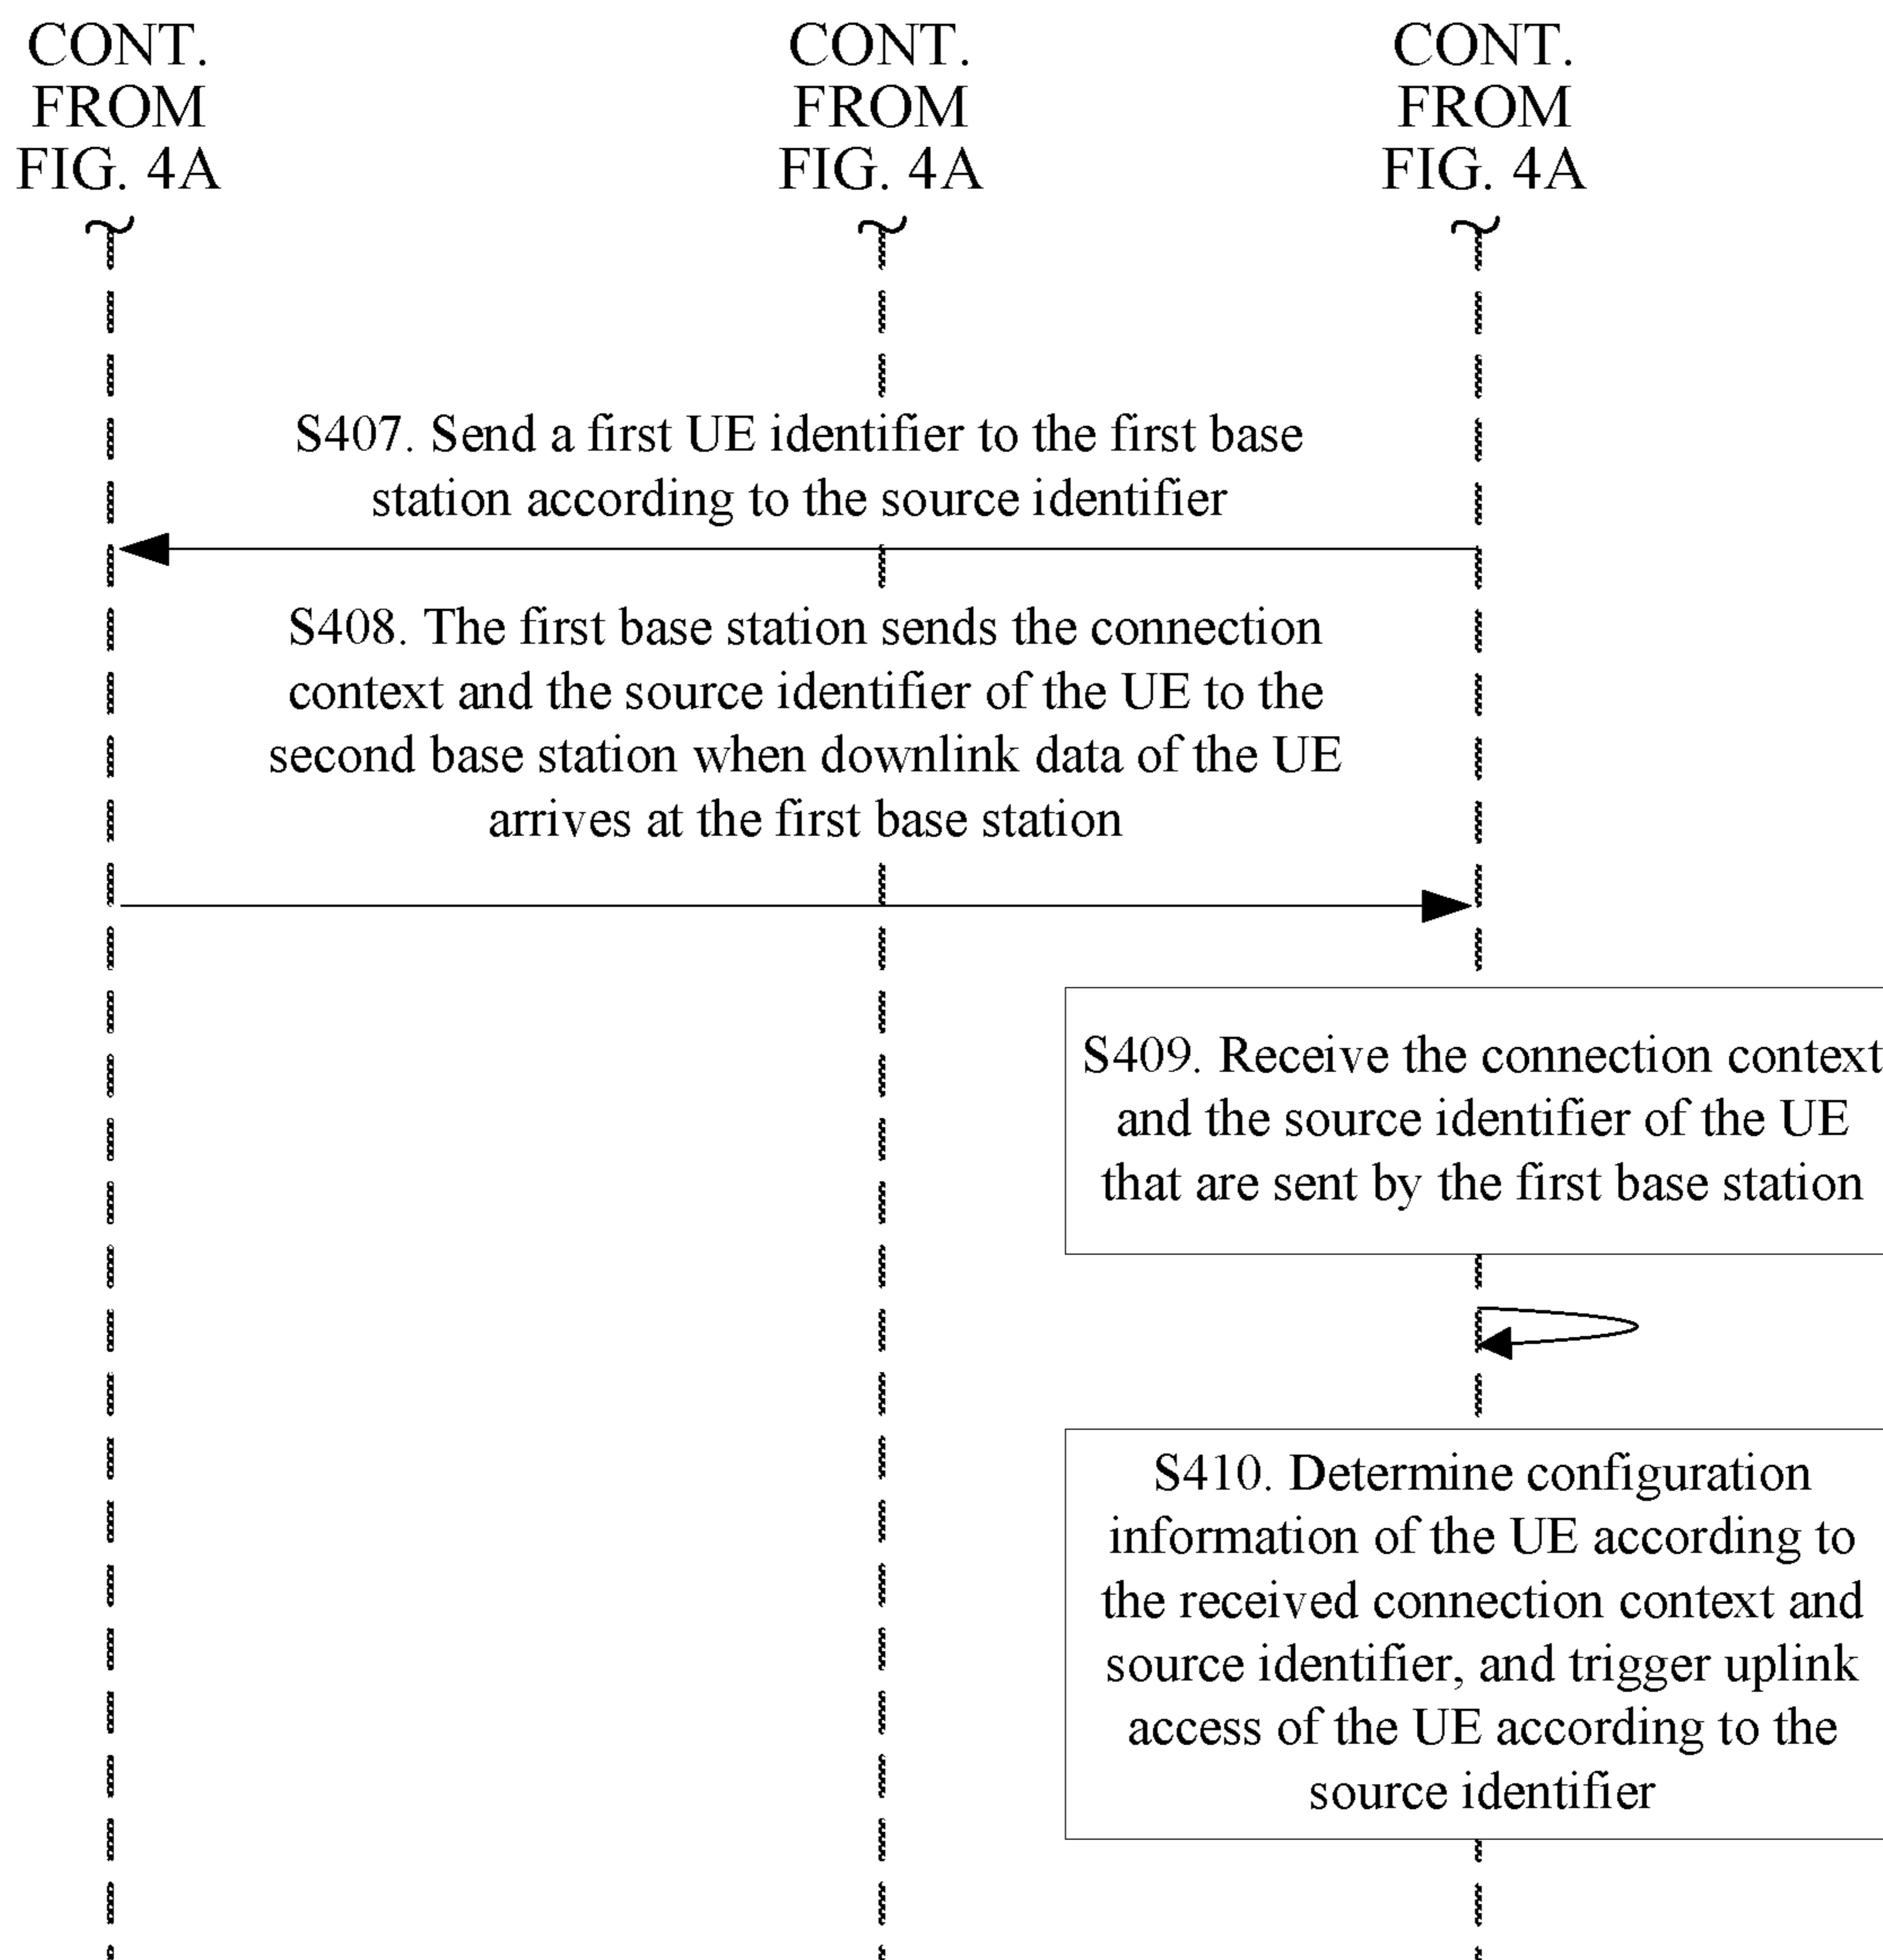 CONT.
FROM
FIG. 4A
CONT.
FROM
FIG. 4A
CONT.
FROM
FIG. 4A
S407. Send a first UE identifier to the first base
station according to the source identifier
S408. The first base station sends the connection
context and the source identifier of the UE to the
second base station when downlink data of the UE
arrives at the first base station
S409. Receive the connection context
and the source identifier of the UE
that are sent by the first base station
S410. Determine configuration
information of the UE according to
the received connection context and
source identifier, and trigger uplink
access of the UE according to the
source identifier